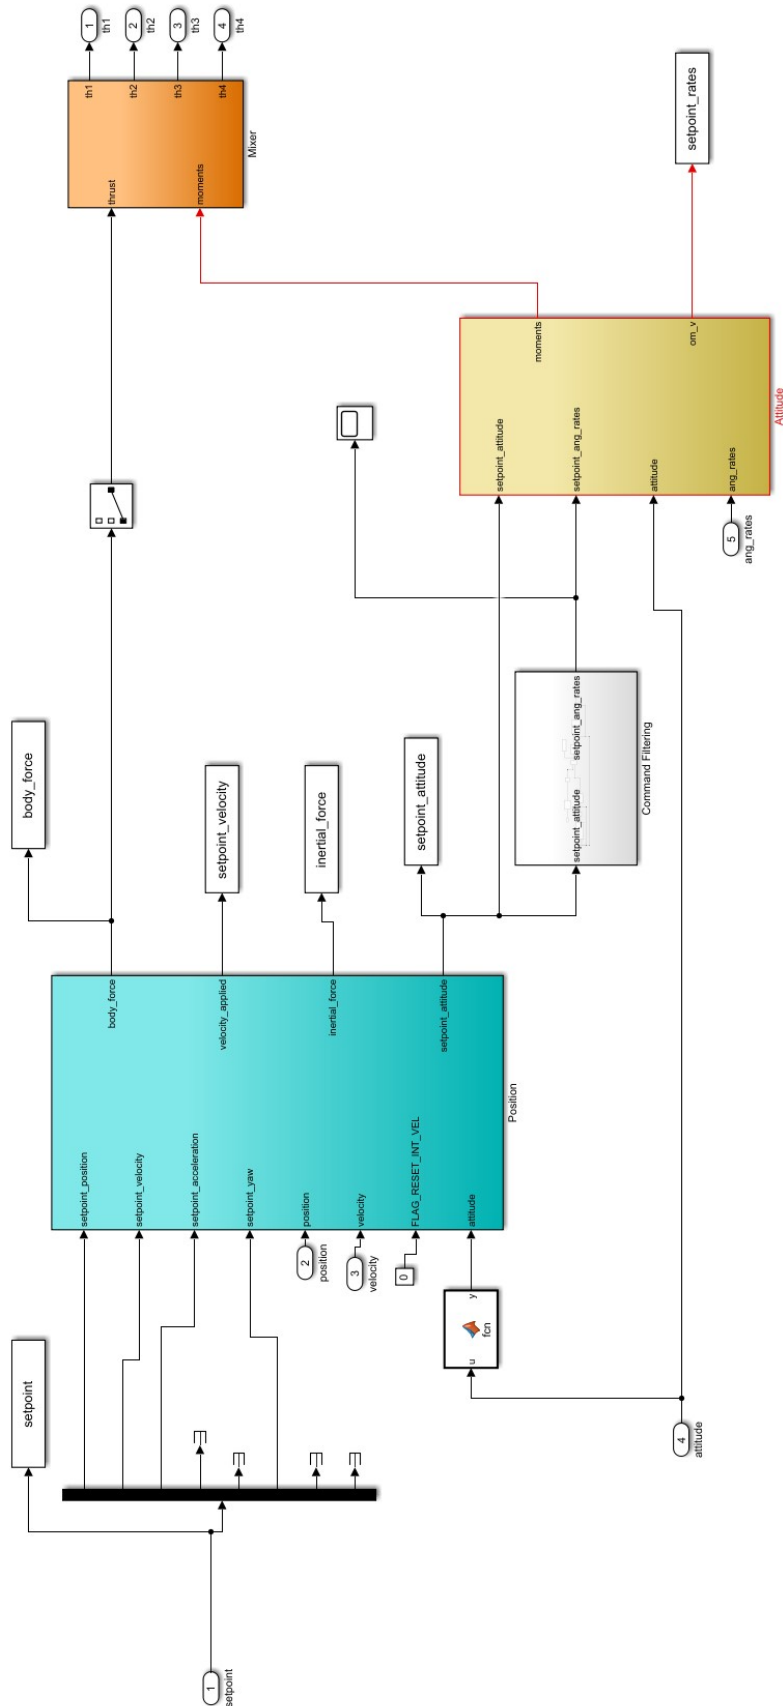 1
setpoint
setpoint
setpoint_position
setpoint_velocity
setpoint_acceleration
setpoint_yaw
2
position
position
3
velocity
velocity
0
FLAG_RESET_INT_VEL
u
y
fcn
attitude
4
attitude
body_force
velocity_applied
inertial_force
setpoint_attitude
Position
body_force
setpoint_velocity
inertial_force
setpoint_attitude
setpoint_attitude
setpoint_ang_rates
Command Filtering
setpoint_attitude
setpoint_ang_rates
attitude
5
ang_rates
ang_rates
moments
om_v
Attitude
setpoint_rates
thrust
moments
th1
th2
th3
th4
Mixer
1
th1
2
th2
3
th3
4
th4